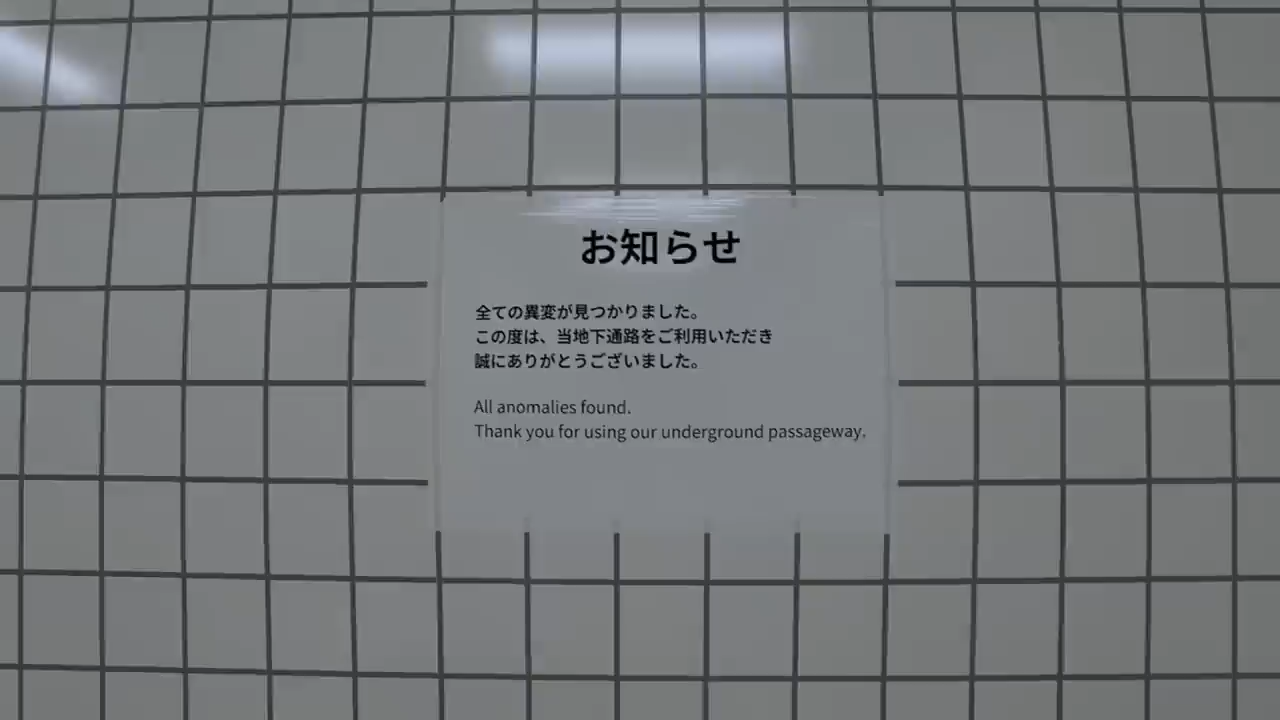 お知らせ
全ての異変が見つかりました。
この度は、当地下通路をご利用いただき
誠にありがとうございました。
All anomalies found.
Thank you for using our underground passageway.